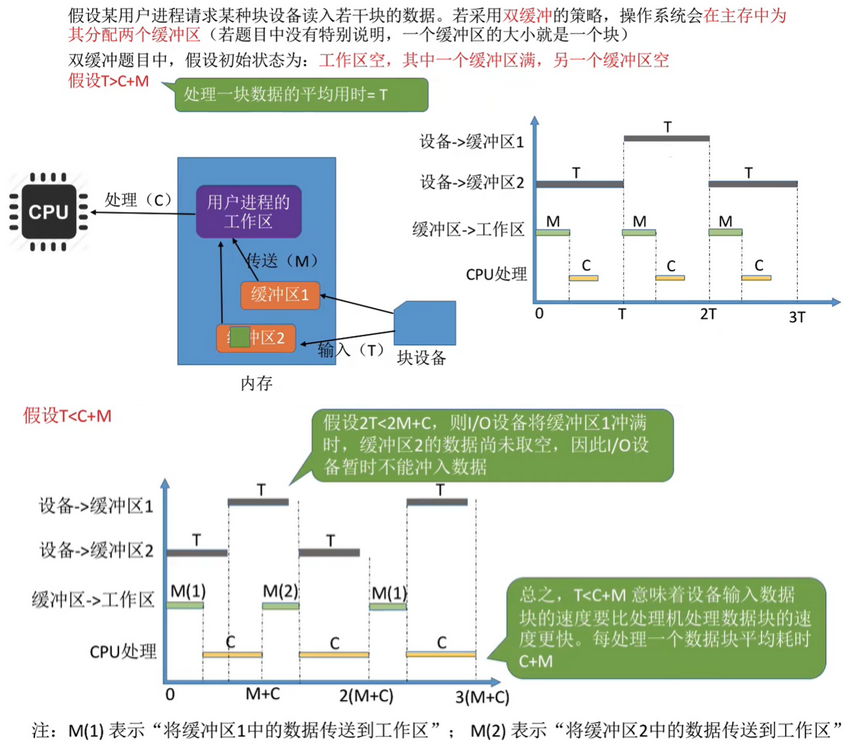 假设某用户进程请求某种块设备读入若干块的数据。若采用双缓冲的策略，操作系统会在主存中为
其分配两个缓冲区（若题目中没有特别说明，一个缓冲区的大小就是一个块）
双缓冲题目中，假设初始状态为：工作区空，其中一个缓冲区满，另一个缓冲区空
假设T>C+M
处理一块数据的平均用时= T
CPU
处理（C）
用户进程的
工作区
传送（M）
缓冲区1
冲区2
输入（T）
块设备
内存
设备->缓冲区1
T
设备->缓冲区2
T
T
缓冲区->工作区
M
M
M
CPU处理
C
C
C
0
T
2T
3T
假设T<C+M
假设2T<2M+C，则I/O设备将缓冲区1冲满
时，缓冲区2的数据尚未取空，因此I/O设
备暂时不能冲入数据
设备->缓冲区1
T
T
设备->缓冲区2
T
T
缓冲区->工作区
M(1)
M(2)
M(1)
CPU处理
C
C
C
0
M+C
2(M+C)
3(M+C)
总之，T<C+M 意味着设备输入数据
块的速度要比处理机处理数据块的速
度更快。每处理一个数据块平均耗时
C+M
注：M(1) 表示“将缓冲区1中的数据传送到工作区”； M(2) 表示“将缓冲区2中的数据传送到工作区”